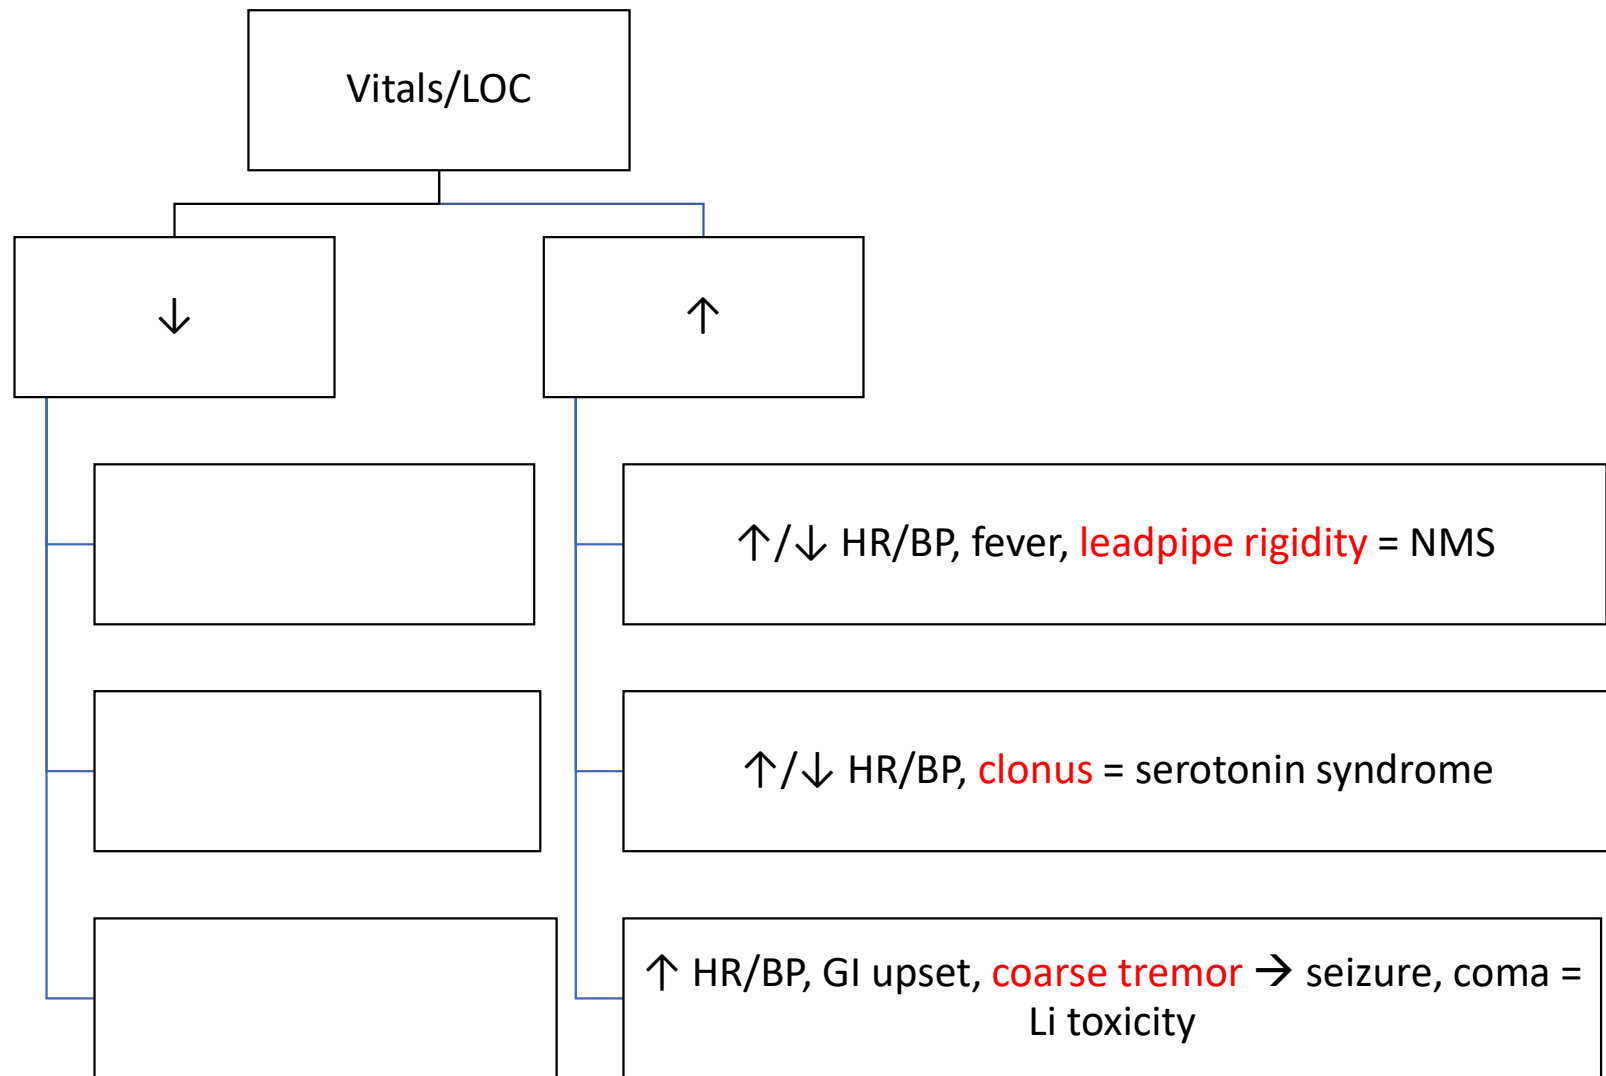 Vitals/LOC
↓
↑
↑/↓ HR/BP, fever, leadpipe rigidity = NMS
↑/↓ HR/BP, clonus = serotonin syndrome
↑ HR/BP, GI upset, coarse tremor → seizure, coma =
Li toxicity